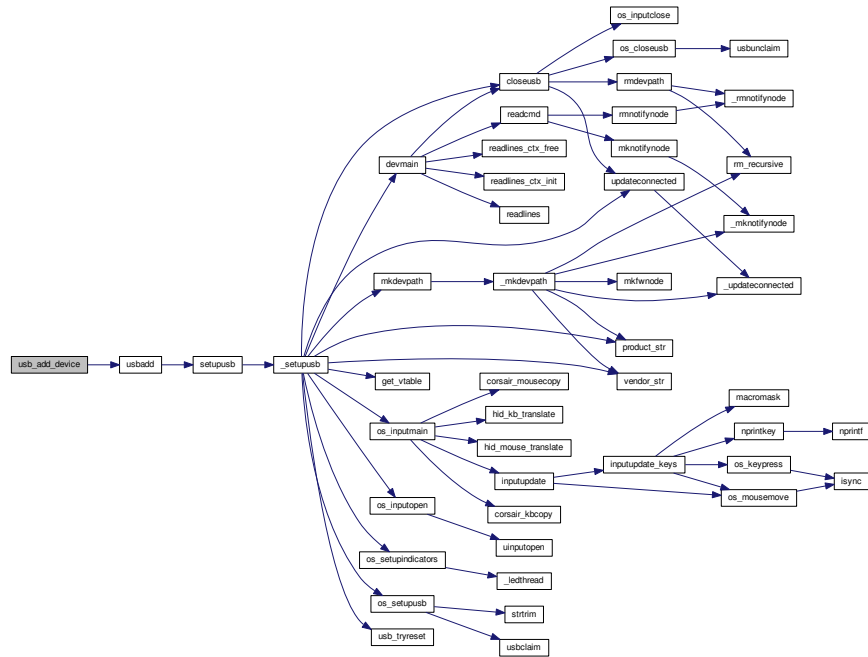 os_inputclose
os_closeusb
usbunclaim
closeusb
rmdevpath
_rmnotifynode
readcmd
rmnotifynode
readlines_ctx_free
mknotifynode
devmain
rm_recursive
readlines_ctx_init
updateconnected
readlines
_mknotifynode
mkdevpath
_mkdevpath
mkfwnode
_updateconnected
product_str
usb_add_device
usbadd
setupusb
_setupusb
get_vtable
vendor_str
corsair_mousecopy
macromask
hid_kb_translate
os_inputmain
nprintkey
nprintf
hid_mouse_translate
inputupdate_keys
os_keypress
inputupdate
isync
os_mousemove
os_inputopen
corsair_kbcopy
uinputopen
os_setupindicators
_ledthread
os_setupusb
strtrim
usb_tryreset
usbclaim